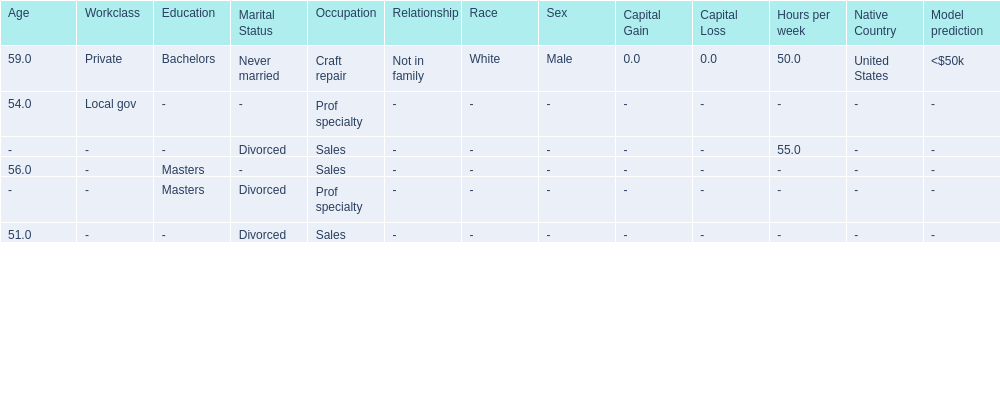 Age Workclass Education Marital Status Occupation Relationship Race Sex Capital Gain Capital Loss Hours per week Native Country Model prediction
59.0 Private Bachelors Never married Craft repair Not in family White Male 0.0 0.0 50.0 United States <$50k
54.0 Local gov - - Prof specialty - - - - - - - -
- - - Divorced Sales - - - - - 55.0 - -
56.0 - Masters - Sales - - - - - - - -
- - Masters Divorced Prof specialty - - - - - - - -
51.0 - - Divorced Sales - - - - - - - -